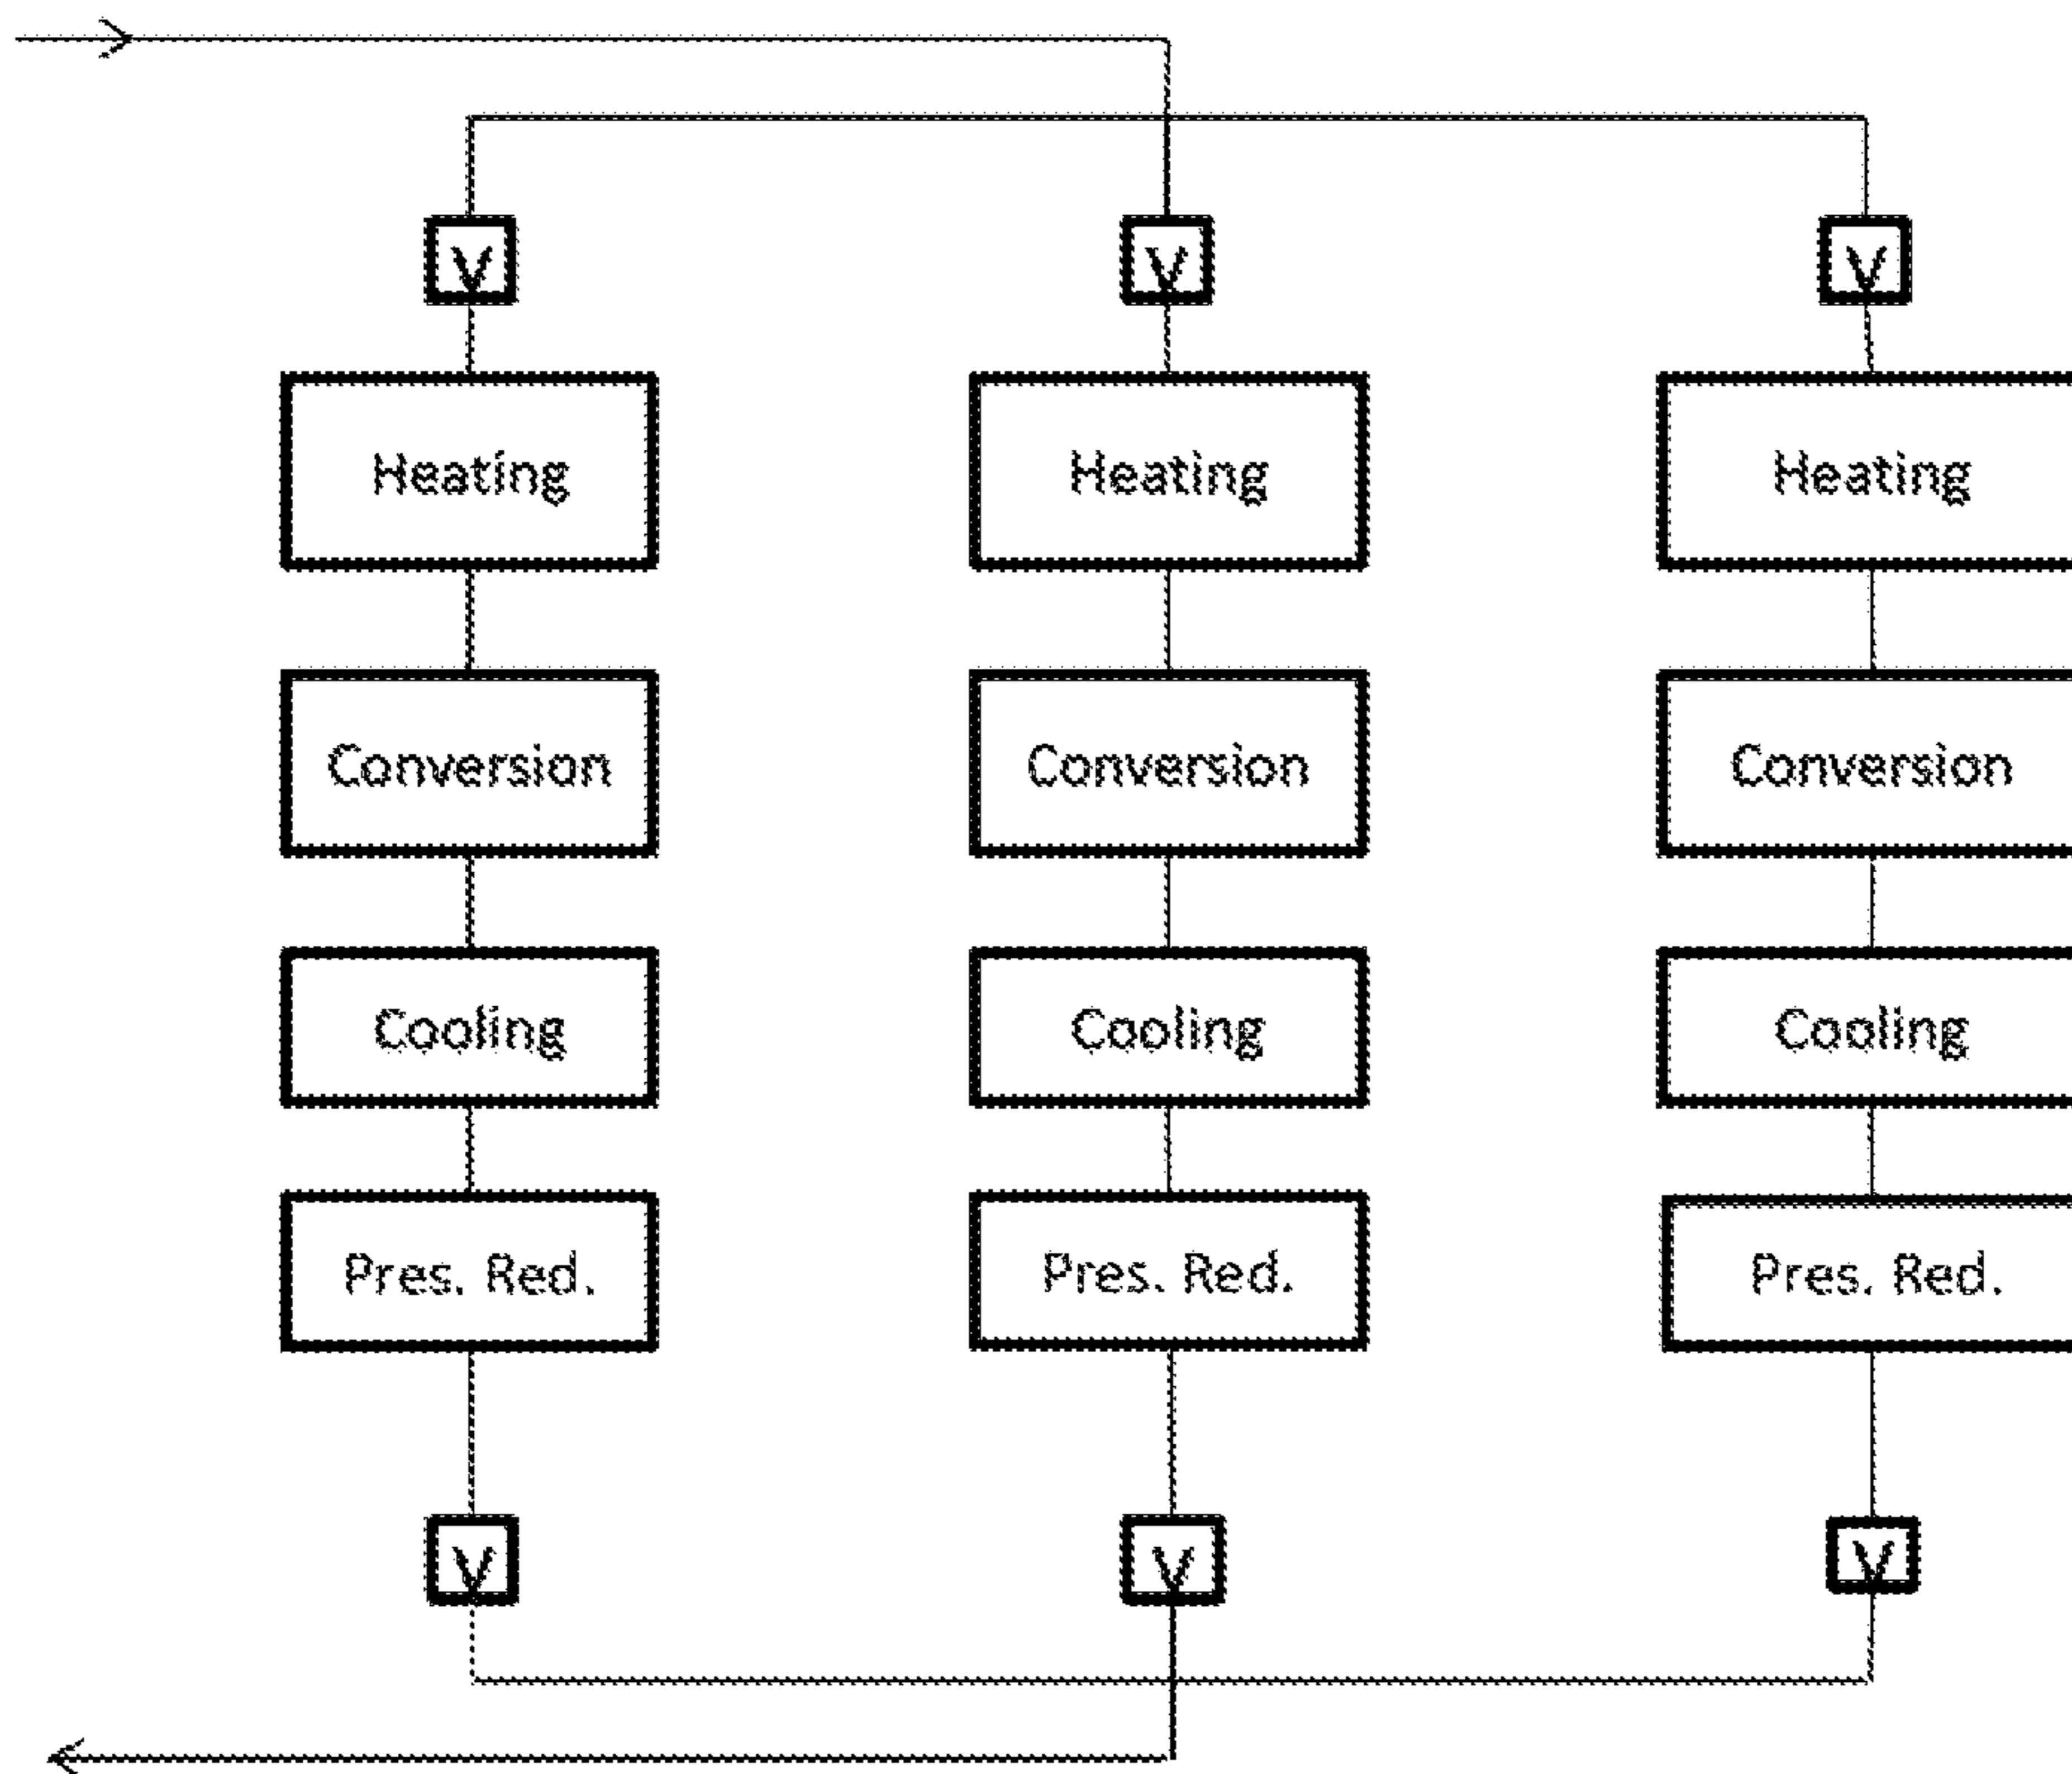 V V V
Heating Heating Heating
Conversion Conversion Conversion
Cooling Cooling Cooling
Pres. Red. Pres. Red. Pres. Red.
V V V